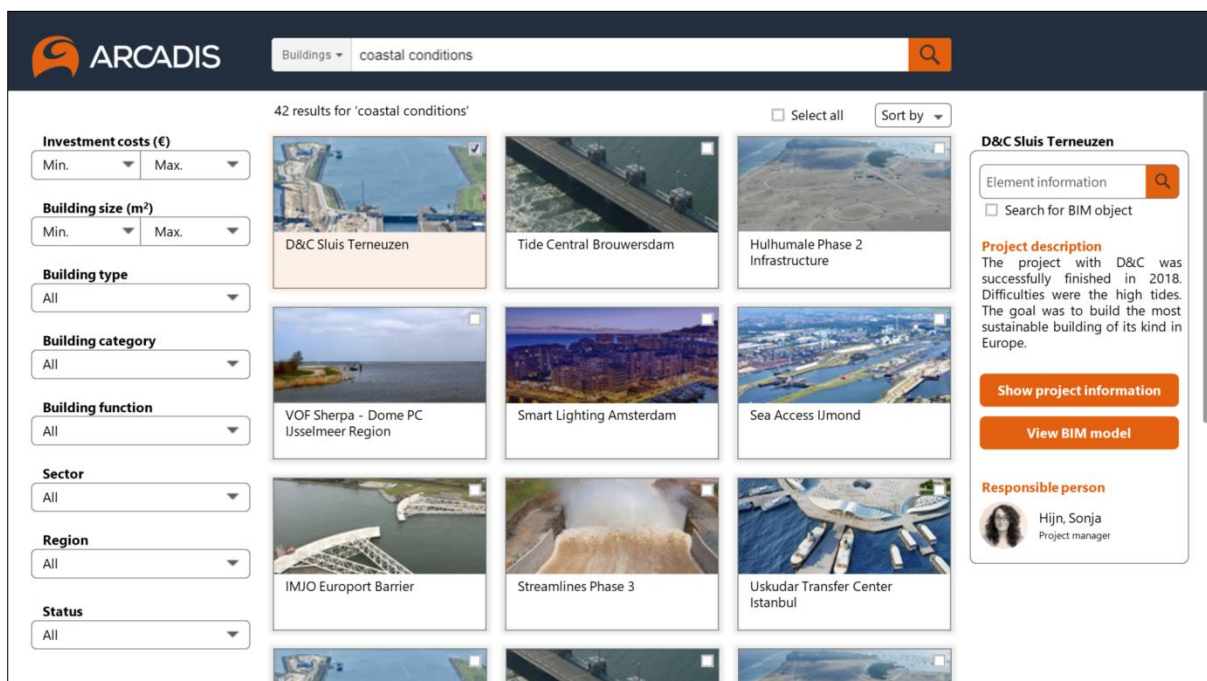 ARCADIS
Buildings
coastal conditions
42 results for 'coastal conditions'
Select all
Sort by
Investment costs (€)
Min.
Max.
Building size (m²)
Min.
Max.
Building type
All
Building category
All
Building function
All
Sector
All
Region
All
Status
All
D&C Sluis Terneuzen
Tide Central Brouwersdam
Hulhumale Phase 2
Infrastructure
VOF Sherpa - Dome PC
IJsselmeer Region
Smart Lighting Amsterdam
Sea Access IJmond
IMJO Europort Barrier
Streamlines Phase 3
Uskudar Transfer Center
Istanbul
D&C Sluis Terneuzen
Element information
Search for BIM object
Project description
The project with D&C was
successfully finished in 2018.
Difficulties were the high tides.
The goal was to build the most
sustainable building of its kind in
Europe.
Show project information
View BIM model
Responsible person
Hijn, Sonja
Project manager